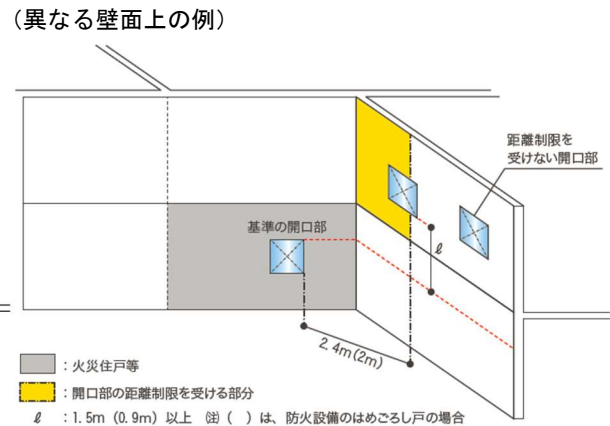 （異なる壁面上の例）
距離制限を
受けない開口部
基準の開口部
ℓ
2.4m(2m)
：火災住戸等
：開口部の距離制限を受ける部分
ℓ ：1.5m（0.9m）以上 ㊟（ ）は、防火設備のはめごろし戸の場合